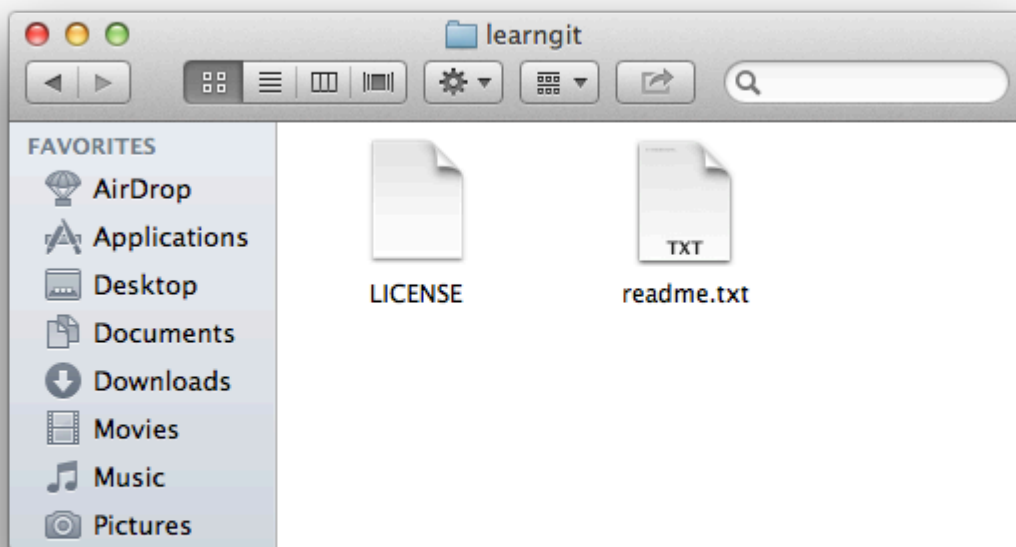 learngit
FAVORITES
AirDrop
Applications
Desktop
Documents
Downloads
Movies
Music
Pictures
TXT
LICENSE
readme.txt